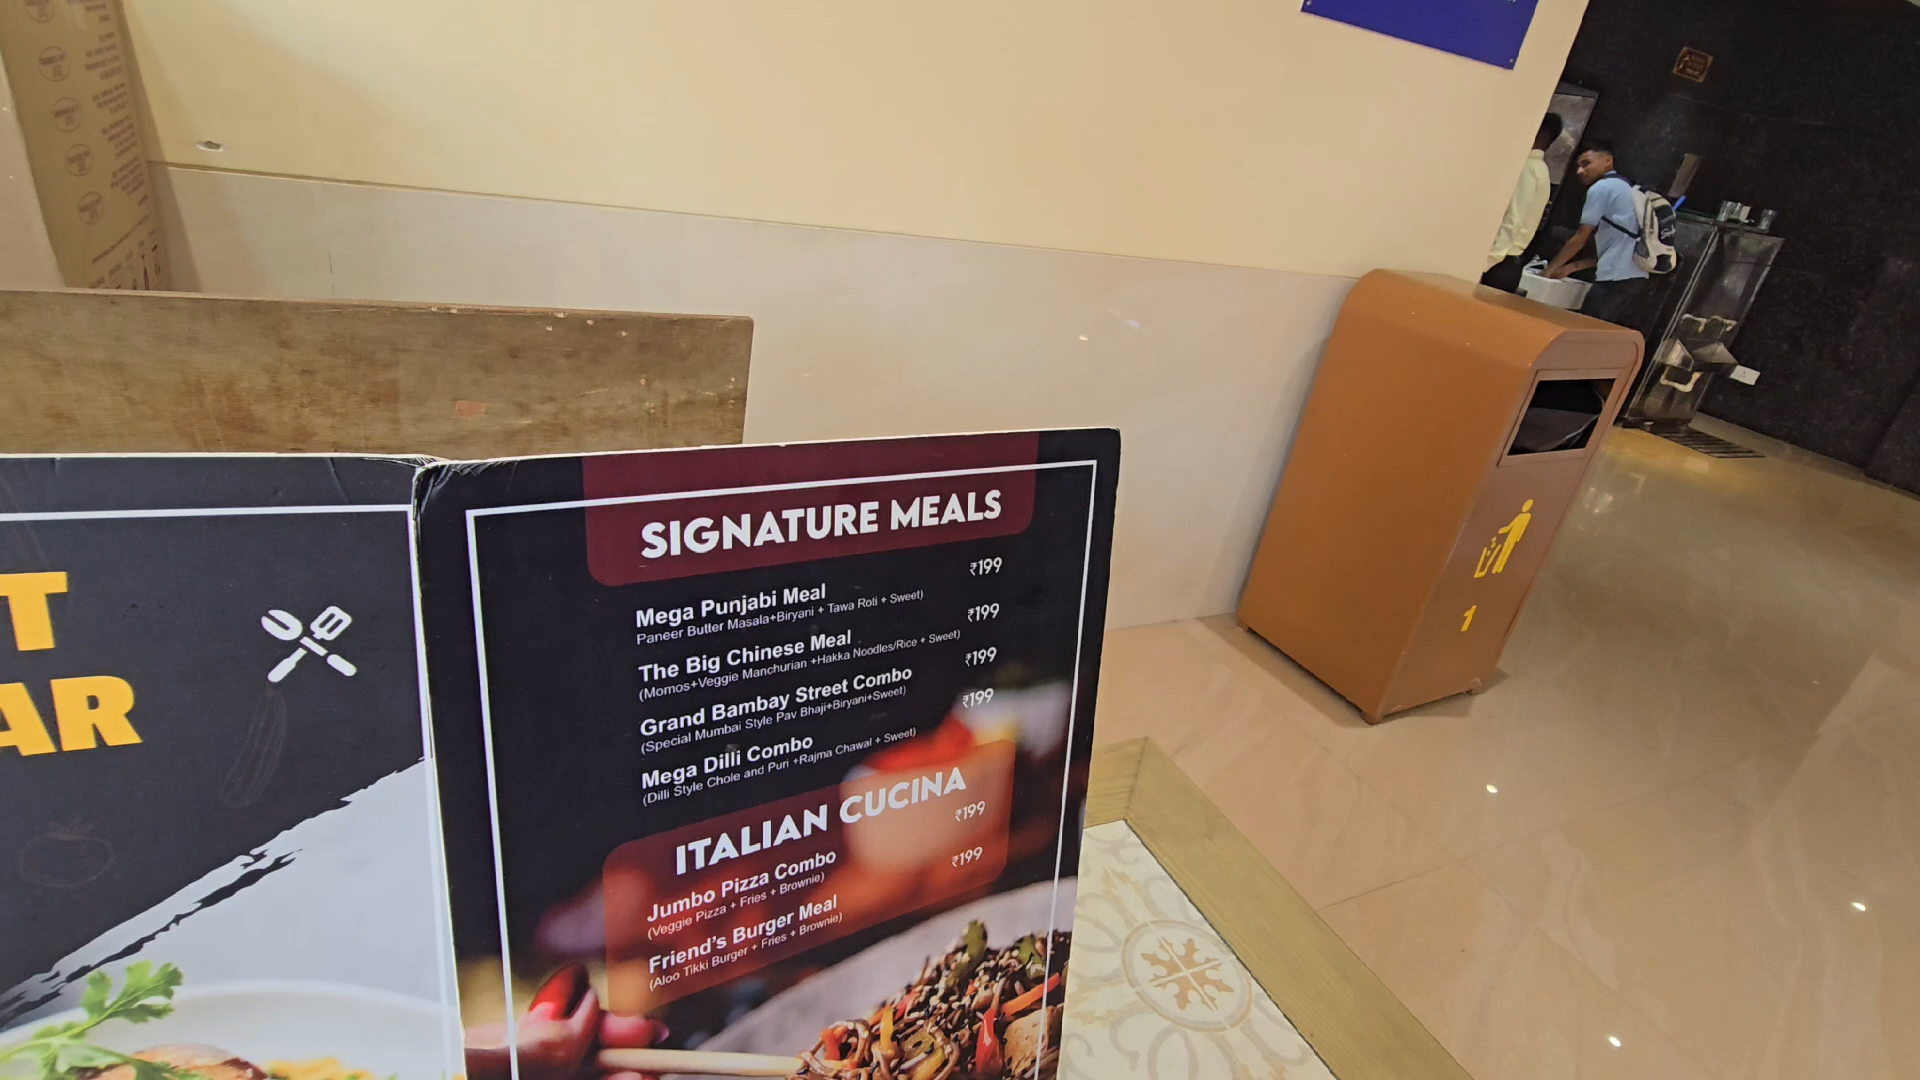 T
AR
SIGNATURE MEALS
₹199
Mega Punjabi Meal
Paneer Butter Masala+Biryani + Tawa Roti + Sweet)
₹199
The Big Chinese Meal
(Momos+Veggie Manchurian +Hakka Noodles/Rice + Sweet)
₹199
Grand Bambay Street Combo
(Special Mumbai Style Pav Bhaji+Biryani+Sweet)
₹199
Mega Dilli Combo
(Dilli Style Chole and Puri +Rajma Chawal + Sweet)
ITALIAN CUCINA
₹199
Jumbo Pizza Combo
(Veggie Pizza + Fries + Brownie)
₹199
Friend's Burger Meal
(Aloo Tikki Burger + Fries + Brownie)
1